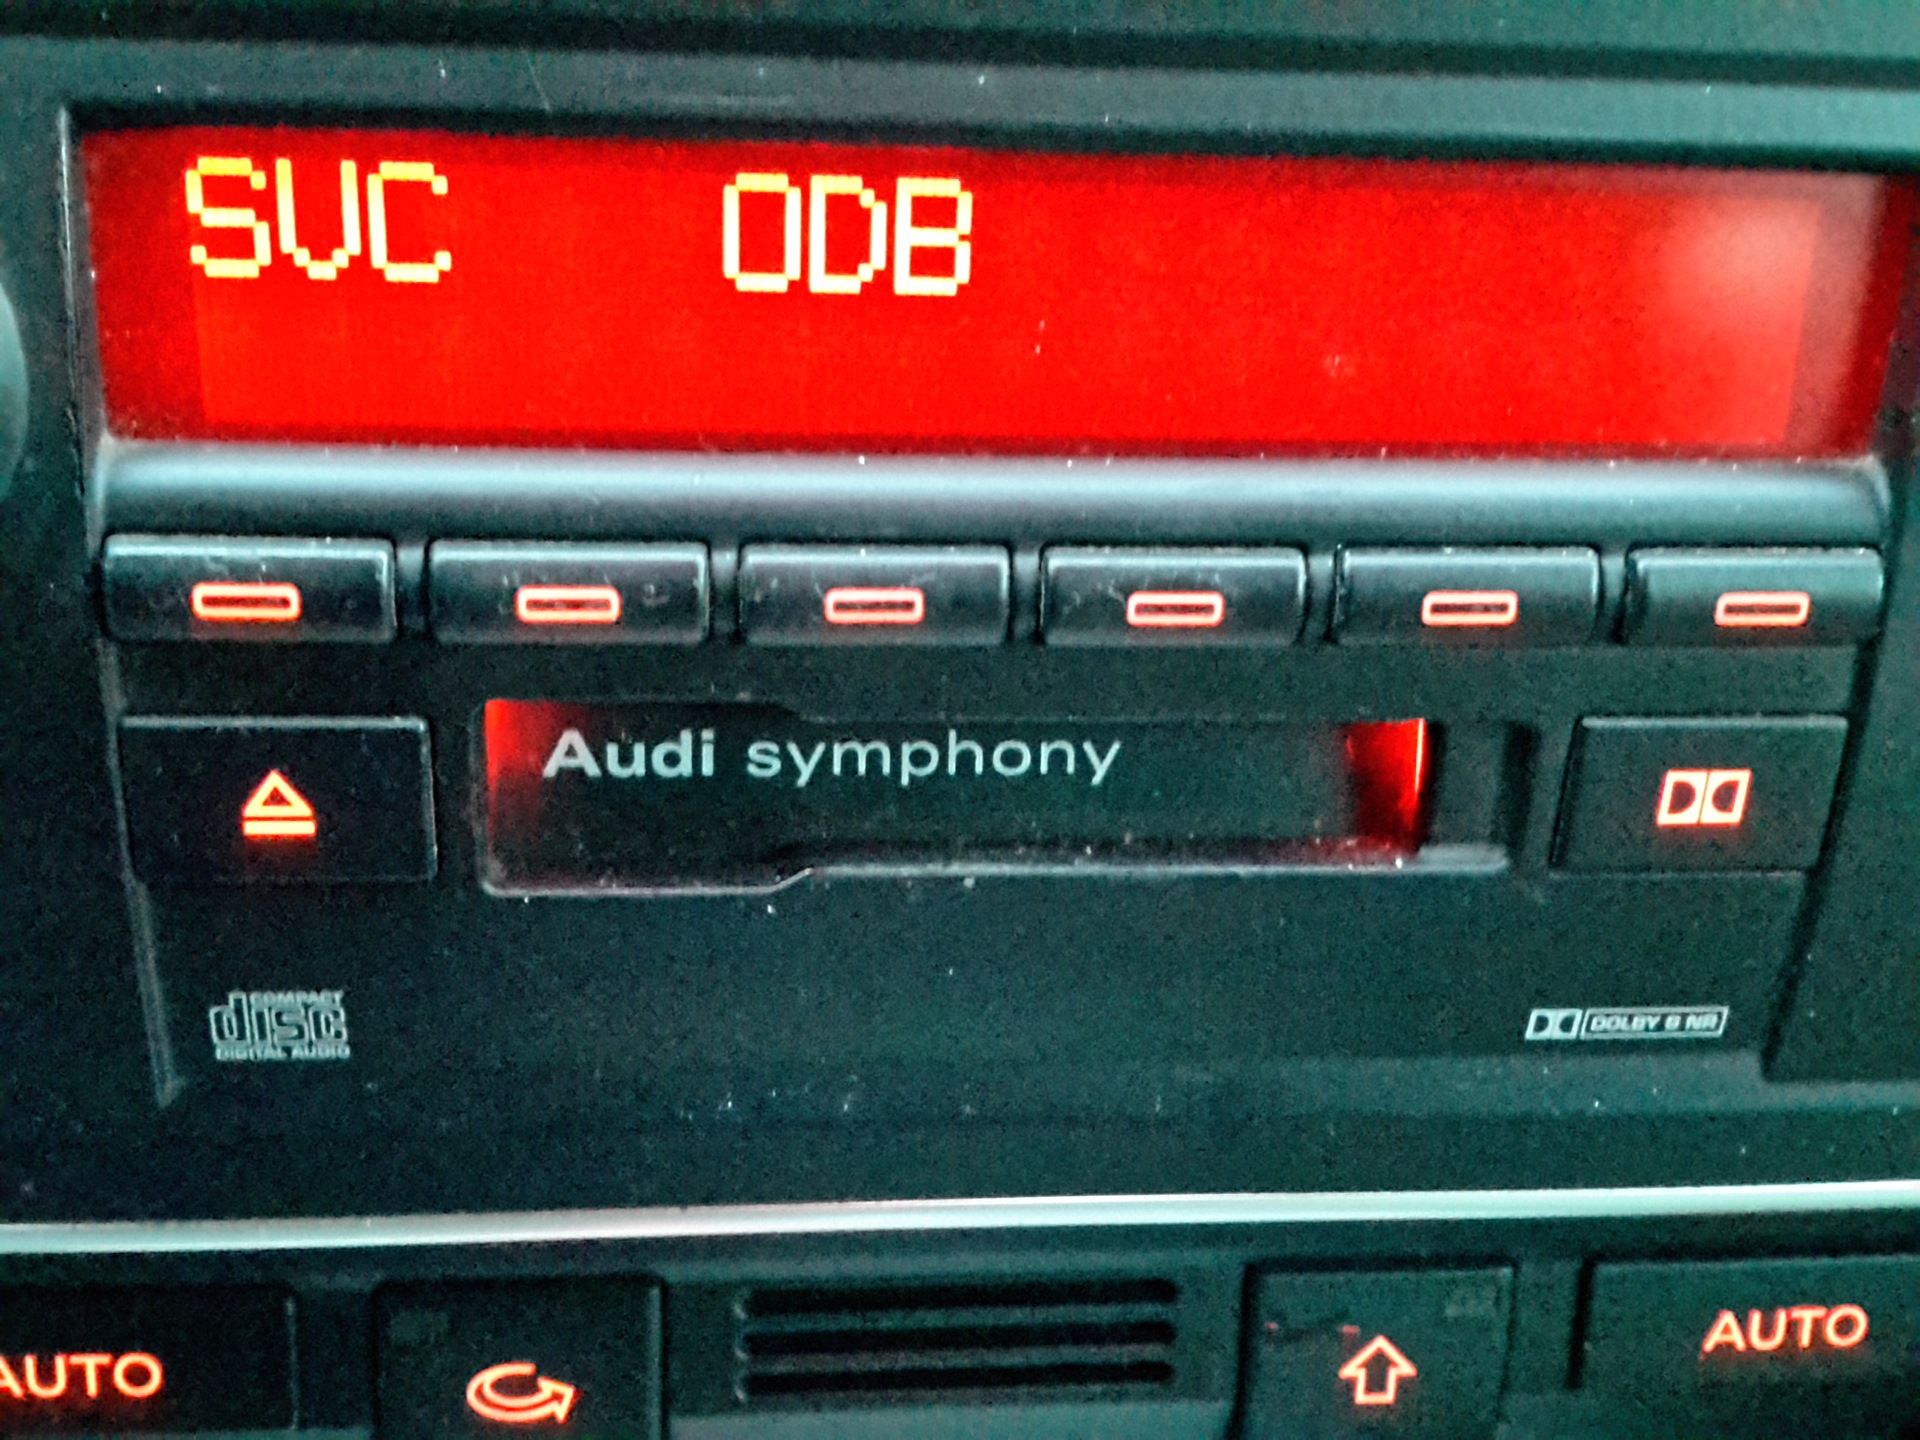 SVC ODB
Audi symphony
COMPACT
disc
DIGITAL AUDIO
DOLBY B NR
AUTO
AUTO